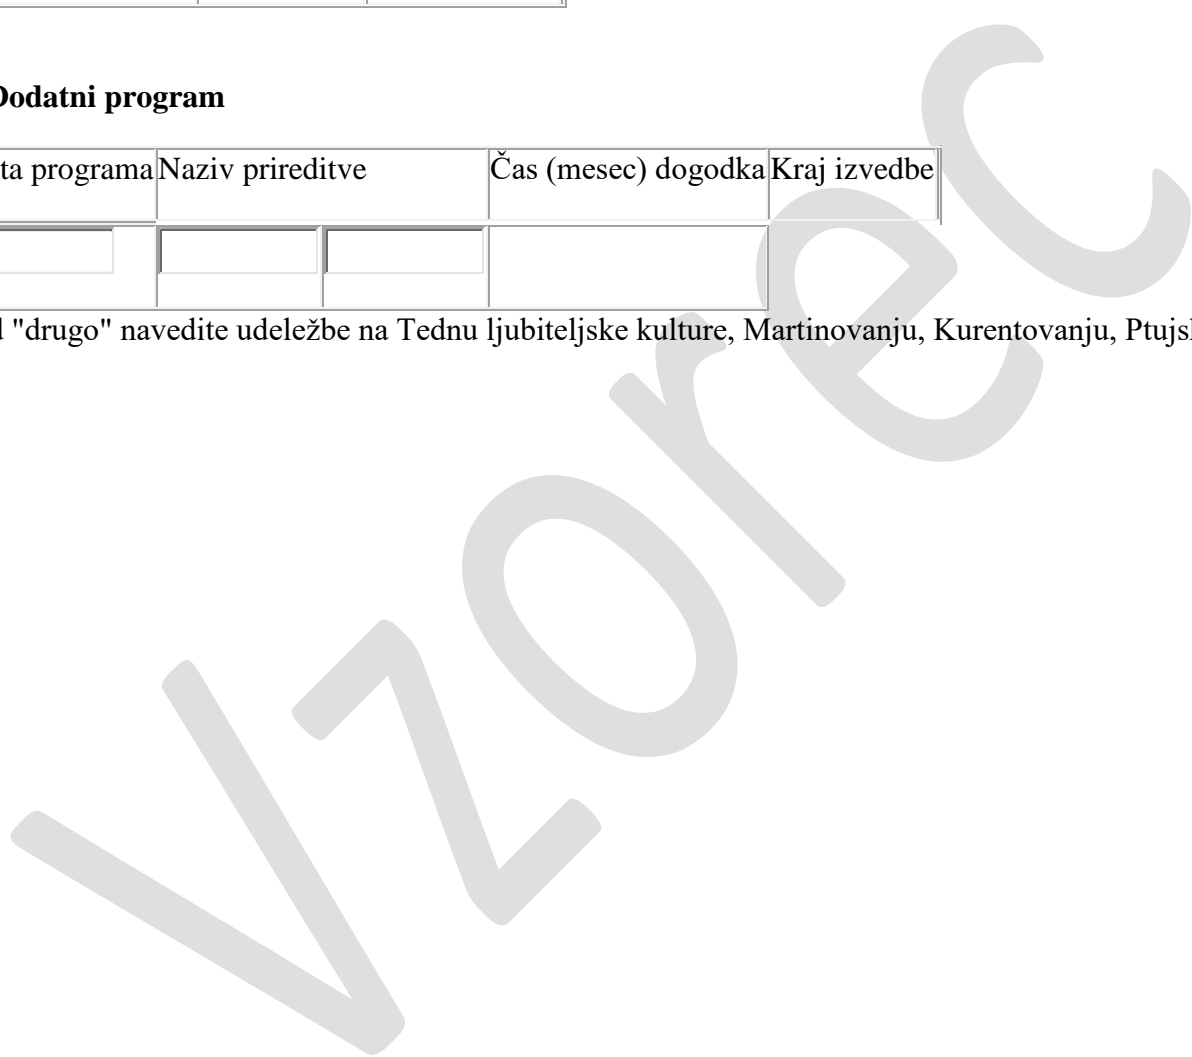 Dodatni program
ta programa Naziv prireditve Čas (mesec) dogodka Kraj izvedbe
"drugo" navedite udeležbe na Tednu ljubiteljske kulture, Martinovanju, Kurentovanju, Ptujs
Vzorec